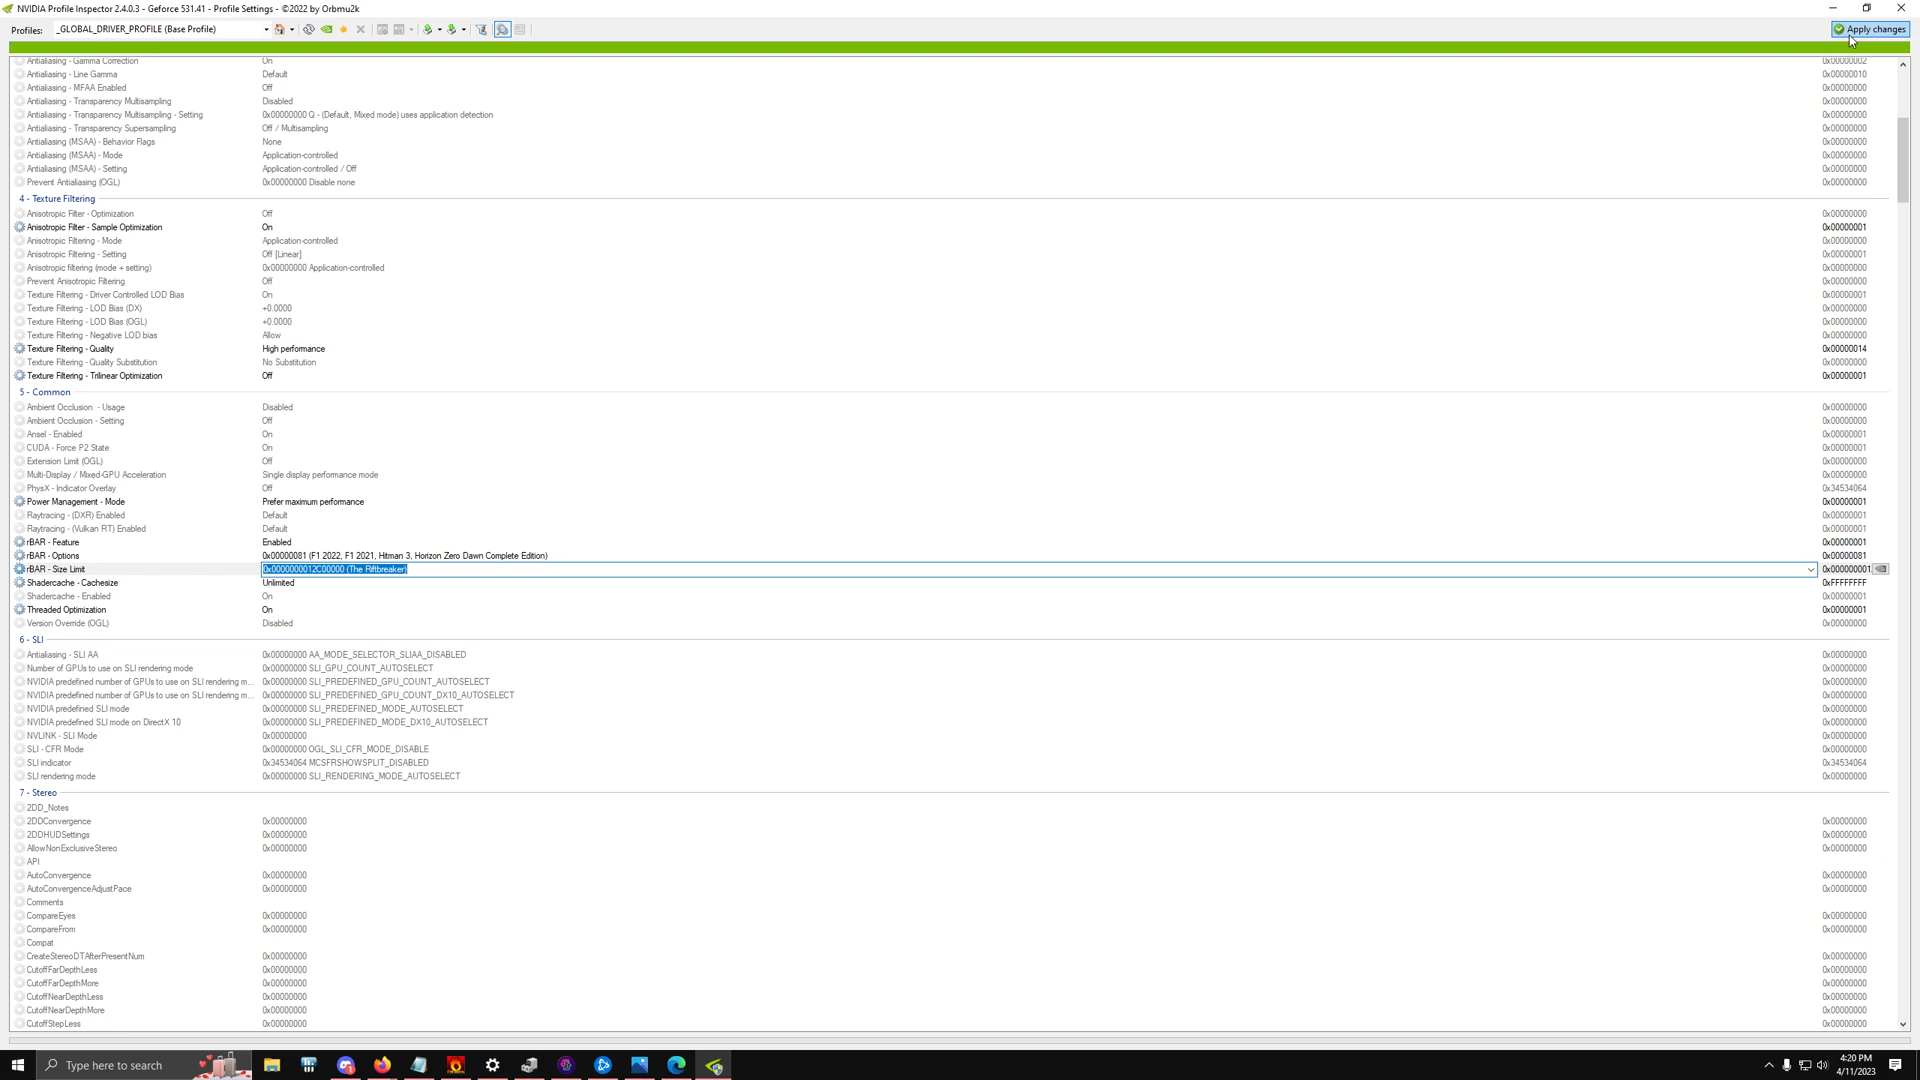 NVIDIA Profile Inspector 2.4.0.3 - Geforce 531.41 - Profile Settings - ©2022 by Orbmu2k
Profiles: _GLOBAL_DRIVER_PROFILE (Base Profile) Apply changes
Antialiasing - Gamma Correction On 0x00000002
Antialiasing - Line Gamma Default 0x00000010
Antialiasing - MFAA Enabled Off 0x00000000
Antialiasing - Transparency Multisampling Disabled 0x00000000
Antialiasing - Transparency Multisampling - Setting 0x00000000 Q - (Default, Mixed mode) uses application detection 0x00000000
Antialiasing - Transparency Supersampling Off / Multisampling 0x00000000
Antialiasing (MSAA) - Behavior Flags None 0x00000000
Antialiasing (MSAA) - Mode Application-controlled 0x00000000
Antialiasing (MSAA) - Setting Application-controlled / Off 0x00000000
Prevent Antialiasing (OGL) 0x00000000 Disable none 0x00000000
4 - Texture Filtering
Anisotropic Filter - Optimization Off 0x00000000
Anisotropic Filter - Sample Optimization On 0x00000001
Anisotropic Filtering - Mode Application-controlled 0x00000000
Anisotropic Filtering - Setting Off [Linear] 0x00000001
Anisotropic filtering (mode + setting) 0x00000000 Application-controlled 0x00000000
Prevent Anisotropic Filtering Off 0x00000000
Texture Filtering - Driver Controlled LOD Bias On 0x00000001
Texture Filtering - LOD Bias (DX) +0.0000 0x00000000
Texture Filtering - LOD Bias (OGL) +0.0000 0x00000000
Texture Filtering - Negative LOD bias Allow 0x00000000
Texture Filtering - Quality High performance 0x00000014
Texture Filtering - Quality Substitution No Substitution 0x00000000
Texture Filtering - Trilinear Optimization Off 0x00000001
5 - Common
Ambient Occlusion - Usage Disabled 0x00000000
Ambient Occlusion - Setting Off 0x00000000
Ansel - Enabled On 0x00000001
CUDA - Force P2 State On 0x00000001
Extension Limit (OGL) Off 0x00000000
Multi-Display / Mixed-GPU Acceleration Single display performance mode 0x00000000
PhysX - Indicator Overlay Off 0x34534064
Power Management - Mode Prefer maximum performance 0x00000001
Raytracing - (DXR) Enabled Default 0x00000001
Raytracing - (Vulkan RT) Enabled Default 0x00000001
rBAR - Feature Enabled 0x00000001
rBAR - Options 0x00000081 (F1 2022, F1 2021, Hitman 3, Horizon Zero Dawn Complete Edition) 0x00000081
rBAR - Size Limit 0x0000000012C00000 (The Riftbreaker) 0x000000001
Shadercache - Cachesize Unlimited 0xFFFFFFFF
Shadercache - Enabled On 0x00000001
Threaded Optimization On 0x00000001
Version Override (OGL) Disabled 0x00000000
6 - SLI
Antialiasing - SLI AA 0x00000000 AA_MODE_SELECTOR_SLIAA_DISABLED 0x00000000
Number of GPUs to use on SLI rendering mode 0x00000000 SLI_GPU_COUNT_AUTOSELECT 0x00000000
NVIDIA predefined number of GPUs to use on SLI rendering m... 0x00000000 SLI_PREDEFINED_GPU_COUNT_AUTOSELECT 0x00000000
NVIDIA predefined number of GPUs to use on SLI rendering m... 0x00000000 SLI_PREDEFINED_GPU_COUNT_DX10_AUTOSELECT 0x00000000
NVIDIA predefined SLI mode 0x00000000 SLI_PREDEFINED_MODE_AUTOSELECT 0x00000000
NVIDIA predefined SLI mode on DirectX 10 0x00000000 SLI_PREDEFINED_MODE_DX10_AUTOSELECT 0x00000000
NVLINK - SLI Mode 0x00000000 0x00000000
SLI - CFR Mode 0x00000000 OGL_SLI_CFR_MODE_DISABLE 0x00000000
SLI indicator 0x34534064 MCSFRSHOWSPLIT_DISABLED 0x34534064
SLI rendering mode 0x00000000 SLI_RENDERING_MODE_AUTOSELECT 0x00000000
7 - Stereo
2DD_Notes
2DDConvergence 0x00000000 0x00000000
2DDHUDSettings 0x00000000 0x00000000
AllowNonExclusiveStereo 0x00000000 0x00000000
API
AutoConvergence 0x00000000 0x00000000
AutoConvergenceAdjustPace 0x00000000 0x00000000
Comments
CompareEyes 0x00000000 0x00000000
CompareFrom 0x00000000 0x00000000
Compat
CreateStereoDTAfterPresentNum 0x00000000 0x00000000
CutoffFarDepthLess 0x00000000 0x00000000
CutoffFarDepthMore 0x00000000 0x00000000
CutoffNearDepthLess 0x00000000 0x00000000
CutoffNearDepthMore 0x00000000 0x00000000
CutoffStepLess 0x00000000 0x00000000
Type here to search
4:20 PM
4/11/2023